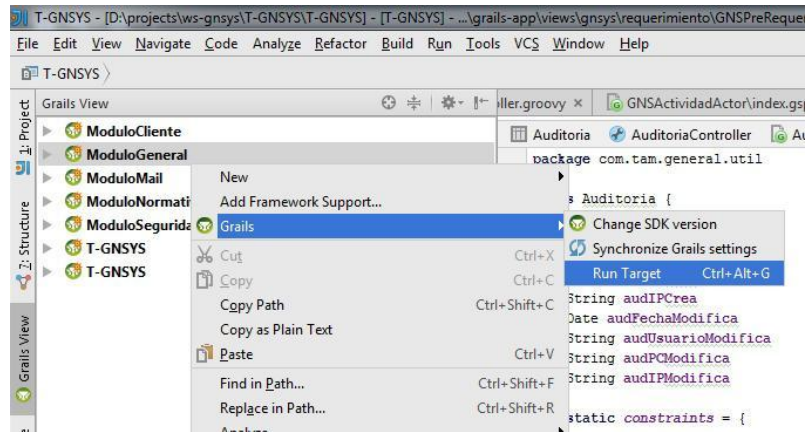 T-GNSYS - [D:\projects\ws-gnsys\T-GNSYS\T-GNSYS] - [T-GNSYS] - ...\grails-app\views\gnsys\requerimiento\GNSPreReque
File Edit View Navigate Code Analyze Refactor Build Run Tools VCS Window Help
T-GNSYS
1: Project
2: Structure
Grails View
Grails View
ModuloCliente
ModuloGeneral
ModuloMail
ModuloNormati
ModuloSegurida
T-GNSYS
T-GNSYS
ller.groovy × GNSActividadActor\index.gsp
Auditoria AuditoriaController Au
package com.tam.general.util
s Auditoria {
String audIPCrea
Date audFechaModifica
String audUsuarioModifica
String audPCModifica
String audIPModifica
static constraints = {
New
Add Framework Support...
Grails
Cut Ctrl+X
Copy Ctrl+C
Copy Path Ctrl+Shift+C
Copy as Plain Text
Paste Ctrl+V
Find in Path... Ctrl+Shift+F
Replace in Path... Ctrl+Shift+R
Analyze
Change SDK version
Synchronize Grails settings
Run Target Ctrl+Alt+G